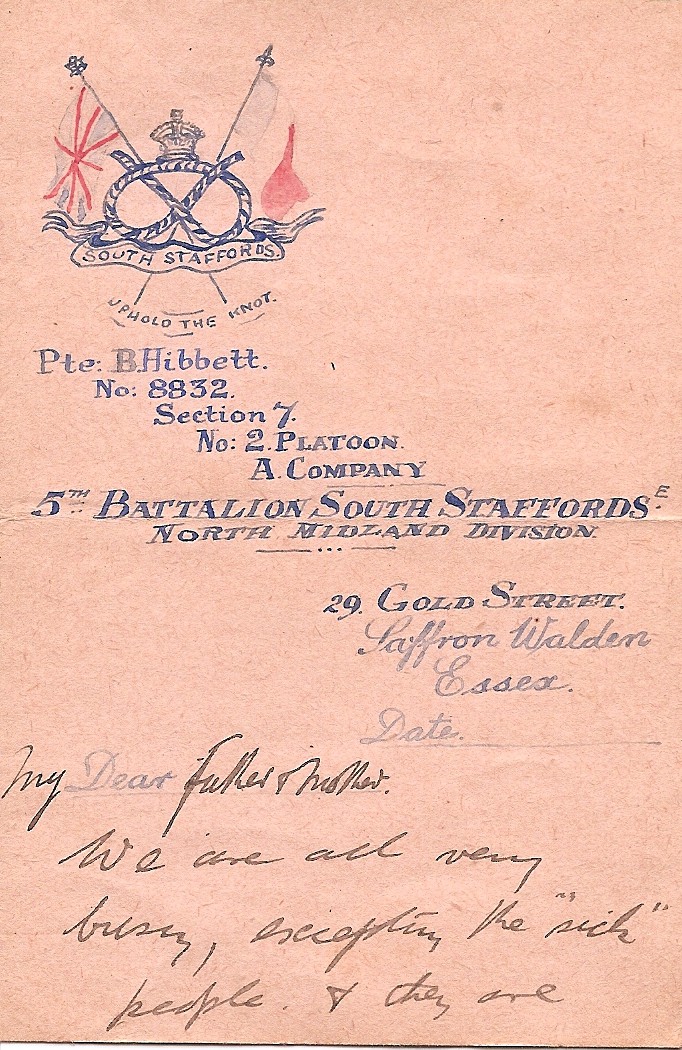 SOUTH STAFFORDS.
UPHOLD THE KNOT.
Pte: B. Hibbett.
No: 8832.
Section 7.
No: 2. PLATOON.
A. COMPANY
5TH BATTALION SOUTH STAFFORDSE.
NORTH MIDLAND DIVISION.
29. GOLD STREET.
Saffron Walden
Essex.
Date.
My Dear Father & Mother.
We are all very
busy, excepting the "sick"
people. & they are